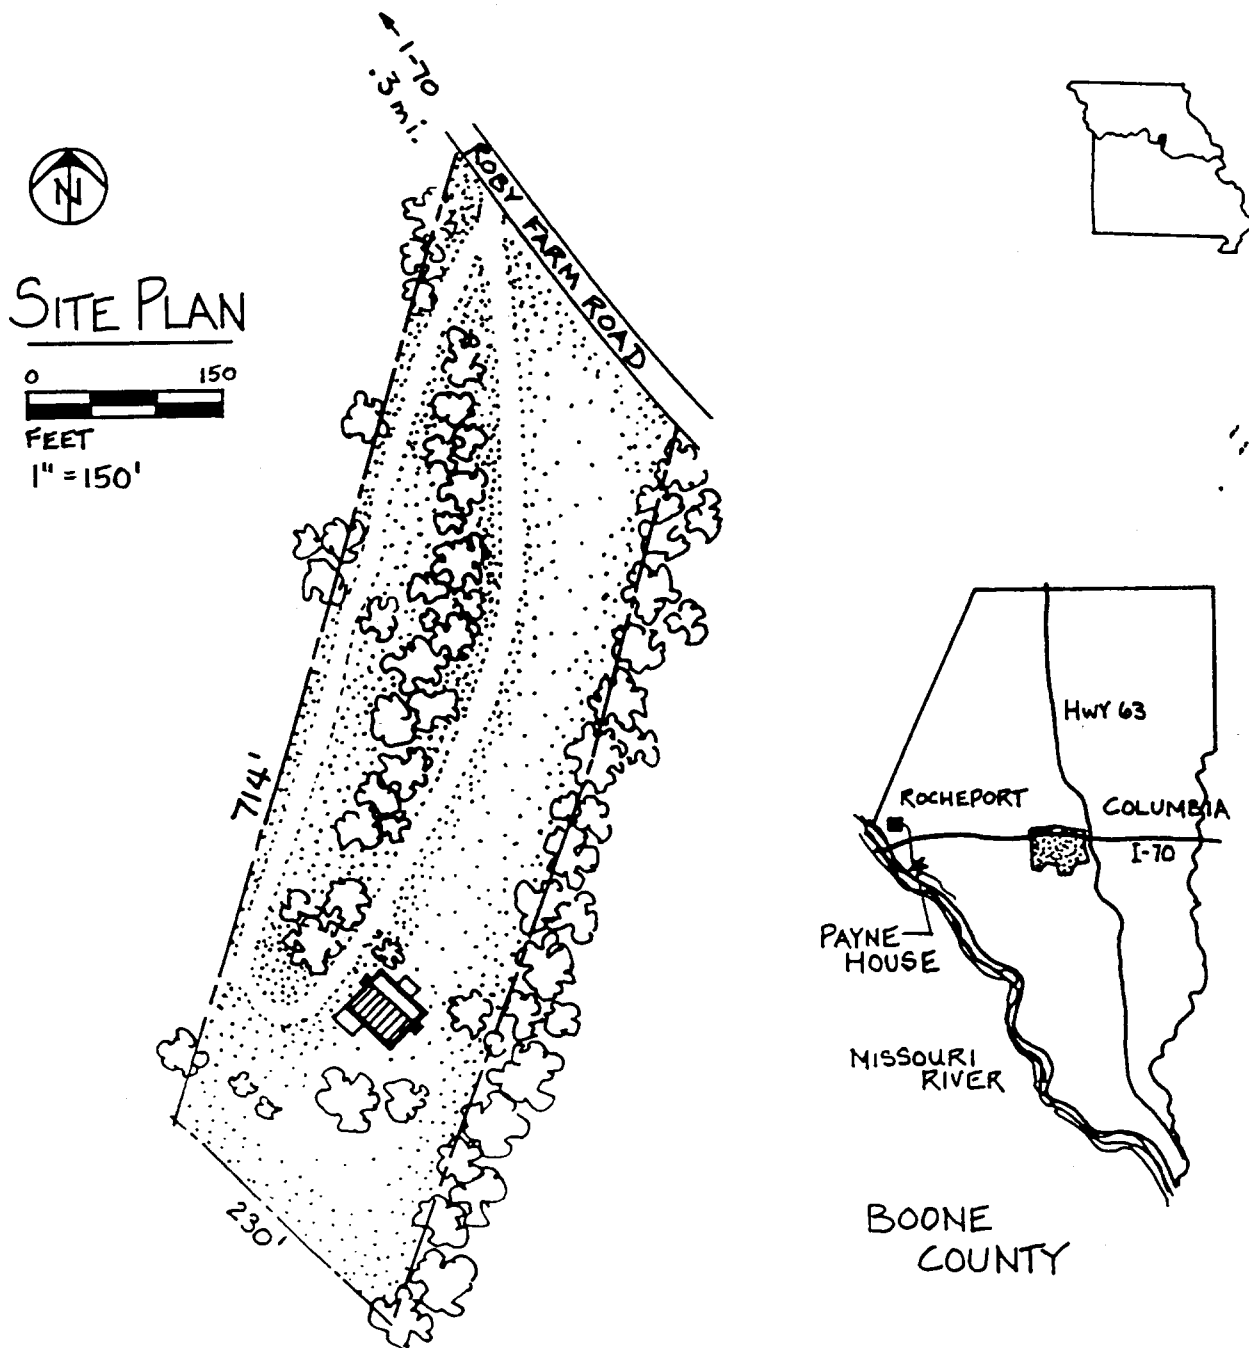 I-70
.3 mi.
ROBY FARM ROAD
N
SITE PLAN
0 150
FEET
1" = 150'
714'
230'
HWY 63
ROCHEPORT
COLUMBIA
I-70
PAYNE
HOUSE
MISSOURI
RIVER
BOONE
COUNTY